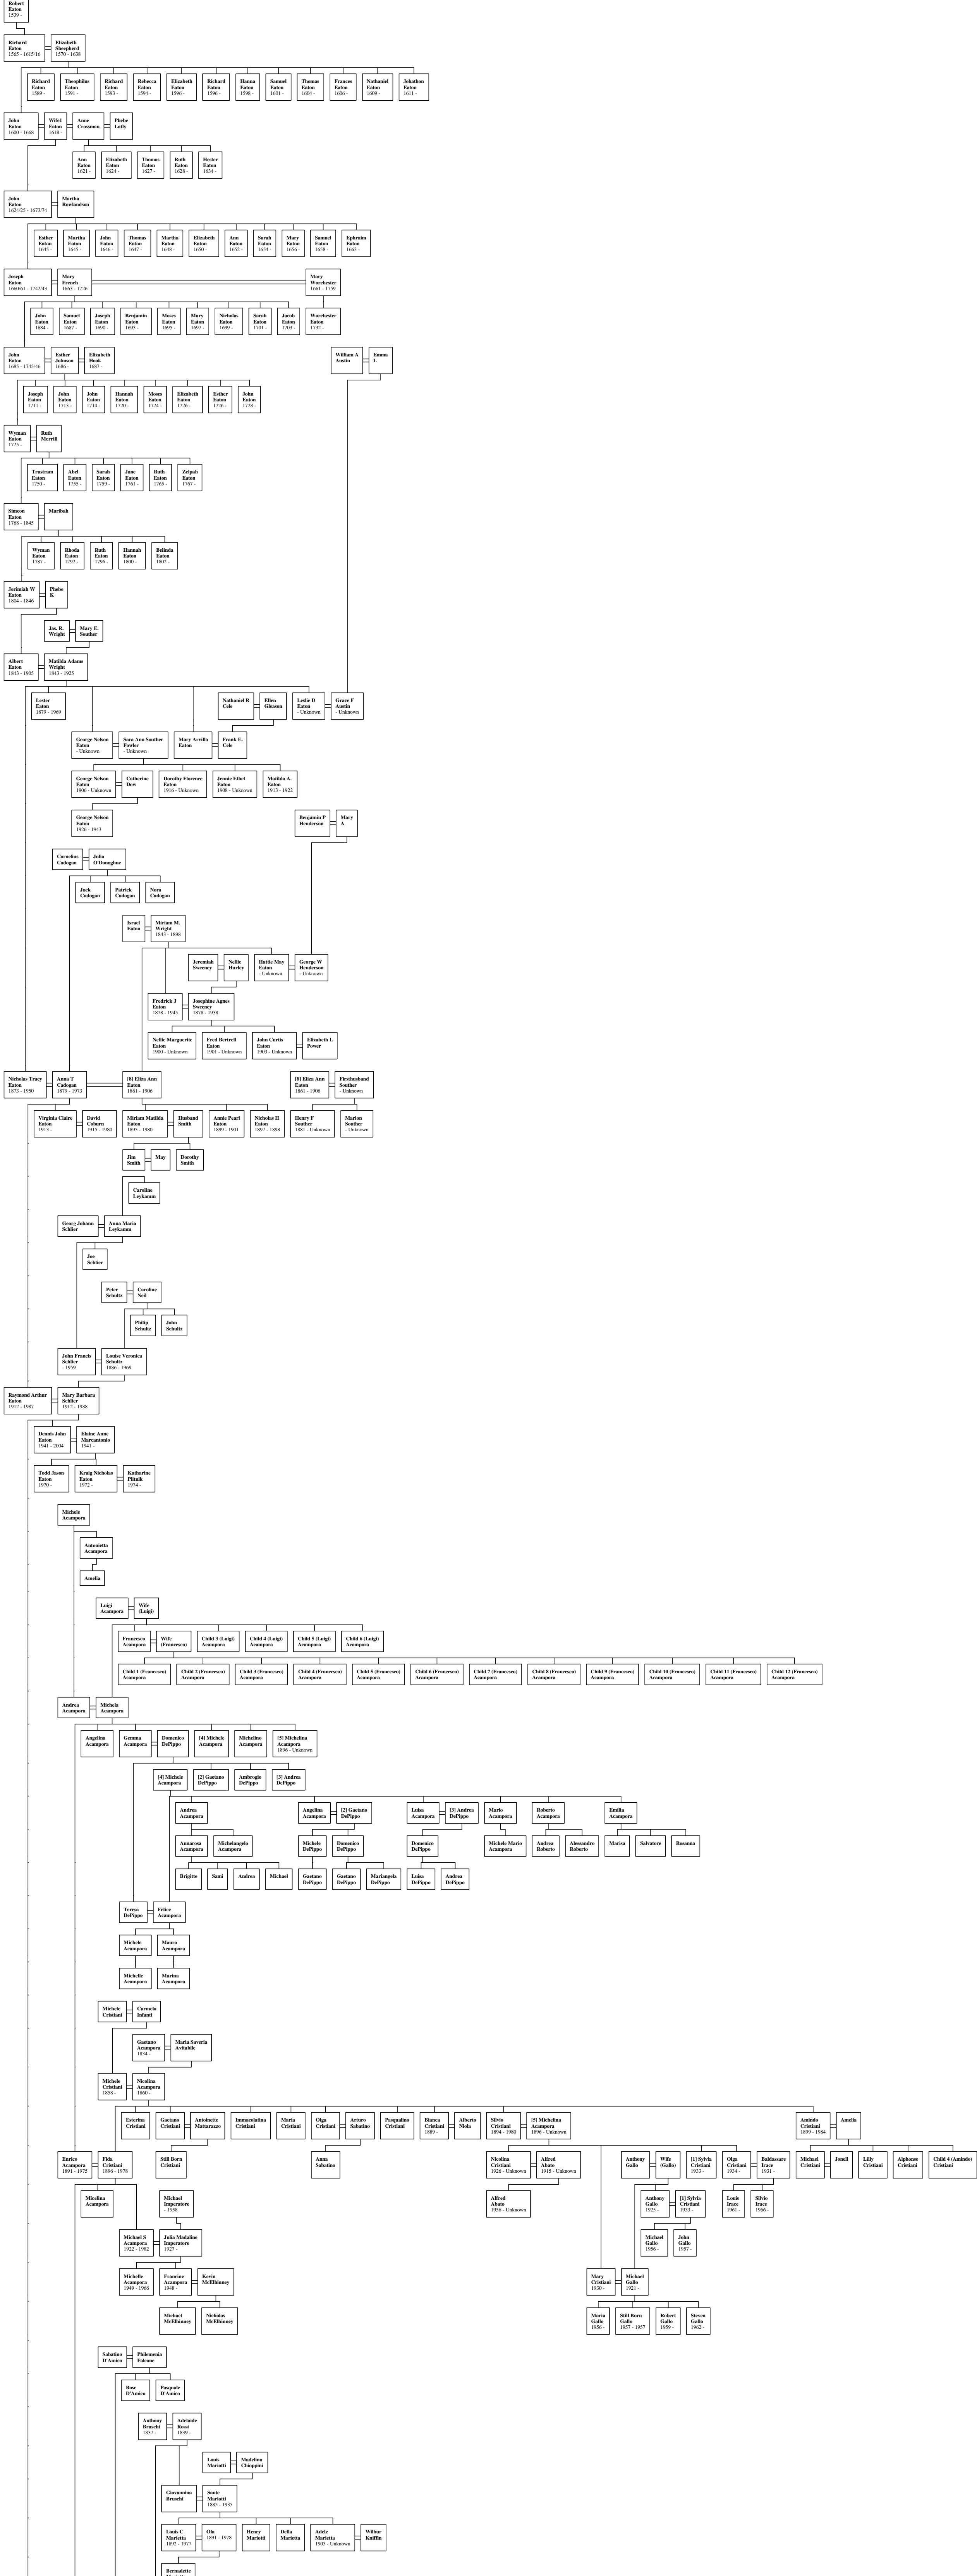 Robert
Eaton
1539 -
Richard
Eaton
1565 - 1615/16
Elizabeth
Sheepherd
1570 - 1638
Richard
Eaton
1589 -
Theophilus
Eaton
1591 -
Richard
Eaton
1593 -
Rebecca
Eaton
1594 -
Elizabeth
Eaton
1596 -
Richard
Eaton
1596 -
Hanna
Eaton
1598 -
Samuel
Eaton
1601 -
Thomas
Eaton
1604 -
Frances
Eaton
1606 -
Nathaniel
Eaton
1609 -
Johathon
Eaton
1611 -
John
Eaton
1600 - 1668
Wife1
Eaton
1618 -
Anne
Crossman
Phebe
Latly
Ann
Eaton
1621 -
Elizabeth
Eaton
1624 -
Thomas
Eaton
1627 -
Ruth
Eaton
1628 -
Hester
Eaton
1634 -
John
Eaton
1624/25 - 1673/74
Martha
Rowlandson
Esther
Eaton
1645 -
Martha
Eaton
1645 -
John
Eaton
1646 -
Thomas
Eaton
1647 -
Martha
Eaton
1648 -
Elizabeth
Eaton
1650 -
Ann
Eaton
1652 -
Sarah
Eaton
1654 -
Mary
Eaton
1656 -
Samuel
Eaton
1658 -
Ephraim
Eaton
1663 -
Joseph
Eaton
1660/61 - 1742/43
Mary
French
1663 - 1726
Mary
Worchester
1661 - 1759
John
Eaton
1684 -
Samuel
Eaton
1687 -
Joseph
Eaton
1690 -
Benjamin
Eaton
1693 -
Moses
Eaton
1695 -
Mary
Eaton
1697 -
Nicholas
Eaton
1699 -
Sarah
Eaton
1701 -
Jacob
Eaton
1703 -
Worchester
Eaton
1732 -
John
Eaton
1685 - 1745/46
Esther
Johnson
1686 -
Elizabeth
Hook
1687 -
William A
Austin
Emma
L
Joseph
Eaton
1711 -
John
Eaton
1713 -
John
Eaton
1714 -
Hannah
Eaton
1720 -
Moses
Eaton
1724 -
Elizabeth
Eaton
1726 -
Esther
Eaton
1726 -
John
Eaton
1728 -
Wyman
Eaton
1725 -
Ruth
Merrill
Trustram
Eaton
1750 -
Abel
Eaton
1755 -
Sarah
Eaton
1759 -
Jane
Eaton
1761 -
Ruth
Eaton
1765 -
Zelpah
Eaton
1767 -
Simeon
Eaton
1768 - 1845
Maribah
Wyman
Eaton
1787 -
Rhoda
Eaton
1792 -
Ruth
Eaton
1796 -
Hannah
Eaton
1800 -
Belinda
Eaton
1802 -
Jerimiah W
Eaton
1804 - 1846
Phebe
K
Jas. R.
Wright
Mary E.
Souther
Albert
Eaton
1843 - 1905
Matilda Adams
Wright
1843 - 1925
Lester
Eaton
1879 - 1969
Nathaniel R
Cele
Ellen
Gleason
Leslie D
Eaton
- Unknown
Grace F
Austin
- Unknown
George Nelson
Eaton
- Unknown
Sara Ann Souther
Fowler
- Unknown
Mary Acvilla
Eaton
Frank E.
Cele
George Nelson
Eaton
1906 - Unknown
Catherine
Dow
Dorothy Florence
Eaton
1916 - Unknown
Jennie Ethel
Eaton
1908 - Unknown
Matilda A.
Eaton
1913 - 1922
George Nelson
Eaton
1926 - 1943
Benjamin P
Henderson
Mary
A
Cornelius
Cadogan
Julia
O'Donoghue
Jack
Cadogan
Patrick
Cadogan
Nora
Cadogan
Israel
Eaton
Miriam M.
Wright
1843 - 1898
Jeremiah
Sweeney
Nellie
Hurley
Hattie May
Eaton
- Unknown
George W
Henderson
- Unknown
Fredrick J
Eaton
1878 - 1945
Josephine Agnes
Sweeney
1878 - 1938
Nellie Marguerite
Eaton
1900 - Unknown
Fred Bertrell
Eaton
1901 - Unknown
John Curtis
Eaton
1903 - Unknown
Elizabeth L
Power
Nicholas Tracy
Eaton
1873 - 1950
Anna T
Cadogan
1879 - 1973
[8] Eliza Ann
Eaton
1861 - 1906
[8] Eliza Ann
Eaton
1861 - 1906
Firsthusband
Souther
- Unknown
Virginia Claire
Eaton
1913 -
David
Coburn
1915 - 1980
Miriam Matilda
Eaton
1895 - 1980
Husband
Smith
Annie Pearl
Eaton
1899 - 1901
Nicholas H
Eaton
1897 - 1898
Henry F
Souther
1881 - Unknown
Marion
Souther
- Unknown
Jim
Smith
May
Dorothy
Smith
Caroline
Leykamm
Georg Johann
Schlier
Anna Maria
Leykamm
Joe
Schlier
Peter
Schultz
Caroline
Neil
Philip
Schultz
John
Schultz
John Francis
Schlier
- 1959
Louise Veronica
Schultz
1886 - 1969
Raymond Arthur
Eaton
1912 - 1987
Mary Barbara
Schlier
1912 - 1988
Dennis John
Eaton
1941 - 2004
Elaine Anne
Marcantonio
1941 -
Todd Jason
Eaton
1970 -
Kraig Nicholas
Eaton
1972 -
Katharine
Plitnik
1974 -
Michele
Acampora
Antonietta
Acampora
Amelia
Luigi
Acampora
Wife
(Luigi)
Francesco
Acampora
Wife
(Francesco)
Child 3 (Luigi)
Acampora
Child 4 (Luigi)
Acampora
Child 5 (Luigi)
Acampora
Child 6 (Luigi)
Acampora
Child 1 (Francesco)
Acampora
Child 2 (Francesco)
Acampora
Child 3 (Francesco)
Acampora
Child 4 (Francesco)
Acampora
Child 5 (Francesco)
Acampora
Child 6 (Francesco)
Acampora
Child 7 (Francesco)
Acampora
Child 8 (Francesco)
Acampora
Child 9 (Francesco)
Acampora
Child 10 (Francesco)
Acampora
Child 11 (Francesco)
Acampora
Child 12 (Francesco)
Acampora
Andrea
Acampora
Michela
Acampora
Angelina
Acampora
Gemma
Acampora
Domenico
DePippo
[4] Michele
Acampora
Michelino
Acampora
[5] Michelina
Acampora
1896 - Unknown
[4] Michele
Acampora
[2] Gaetano
DePippo
Ambrogio
DePippo
[3] Andrea
DePippo
Andrea
Acampora
Angelina
Acampora
[2] Gaetano
DePippo
Luisa
Acampora
[3] Andrea
DePippo
Mario
Acampora
Roberto
Acampora
Emilia
Acampora
Annarosa
Acampora
Michelangelo
Acampora
Michele
DePippo
Domenico
DePippo
Domenico
DePippo
Michele Mario
Acampora
Andrea
Roberto
Alessandro
Roberto
Marisa
Salvatore
Rosanna
Brigitte
Sami
Andrea
Michael
Gaetano
DePippo
Gaetano
DePippo
Mariangela
DePippo
Luisa
DePippo
Andrea
DePippo
Teresa
DePippo
Felice
Acampora
Michele
Acampora
Mauro
Acampora
Michelle
Acampora
Marina
Acampora
Michele
Cristiani
Carmela
Infanti
Gaetano
Acampora
1834 -
Maria Saveria
Avitabile
Michele
Cristiani
1858 -
Nicolina
Acampora
1860 -
Esterina
Cristiani
Gaetano
Cristiani
Antoinette
Mattarazzo
Immacolatina
Cristiani
Maria
Cristiani
Olga
Cristiani
Arturo
Sabatino
Pasqualino
Cristiani
Bianca
Cristiani
1889 -
Alberto
Niola
Silvio
Cristiani
1894 - 1980
[5] Michelina
Acampora
1896 - Unknown
Amindo
Cristiani
1899 - 1984
Amelia
Enrico
Acampora
1891 - 1975
Fida
Cristiani
1896 - 1978
Still Born
Cristiani
Anna
Sabatino
Nicolina
Cristiani
1926 - Unknown
Alfred
Abato
1915 - Unknown
Anthony
Gallo
Wife
(Gallo)
[1] Sylvia
Cristiani
1933 -
Olga
Cristiani
1934 -
Baldassare
Irace
1931 -
Michael
Cristiani
Jonell
Lilly
Cristiani
Alphonse
Cristiani
Child 4 (Amindo)
Cristiani
Micelina
Acampora
Michael
Imperatore
- 1958
Alfred
Abato
1956 - Unknown
Anthony
Gallo
1925 -
[1] Sylvia
Cristiani
1933 -
Louis
Irace
1961 -
Silvio
Irace
1966 -
Michael S
Acampora
1922 - 1982
Julia Madaline
Imperatore
1927 -
Michael
Gallo
1956 -
John
Gallo
1957 -
Michelle
Acampora
1949 - 1966
Francine
Acampora
1948 -
Kevin
McElhinney
Mary
Cristiani
1930 -
Michael
Gallo
1921 -
Michael
McElhinney
Nicholas
McElhinney
Maria
Gallo
1956 -
Still Born
Gallo
1957 - 1957
Robert
Gallo
1959 -
Steven
Gallo
1962 -
Sabatino
D'Amico
Philemenia
Falcone
Rose
D'Amico
Pasquale
D'Amico
Anthony
Bruschi
1837 -
Adelaide
Rossi
1839 -
Louis
Mariotti
Madelina
Chioppini
Giovannina
Bruschi
Sante
Mariotti
1885 - 1935
Louis C
Marietta
1892 - 1977
Ola
1891 - 1978
Henry
Mariotti
Della
Marietta
Adele
Marietta
1903 - Unknown
Wilbur
Kniffin
Bernadette